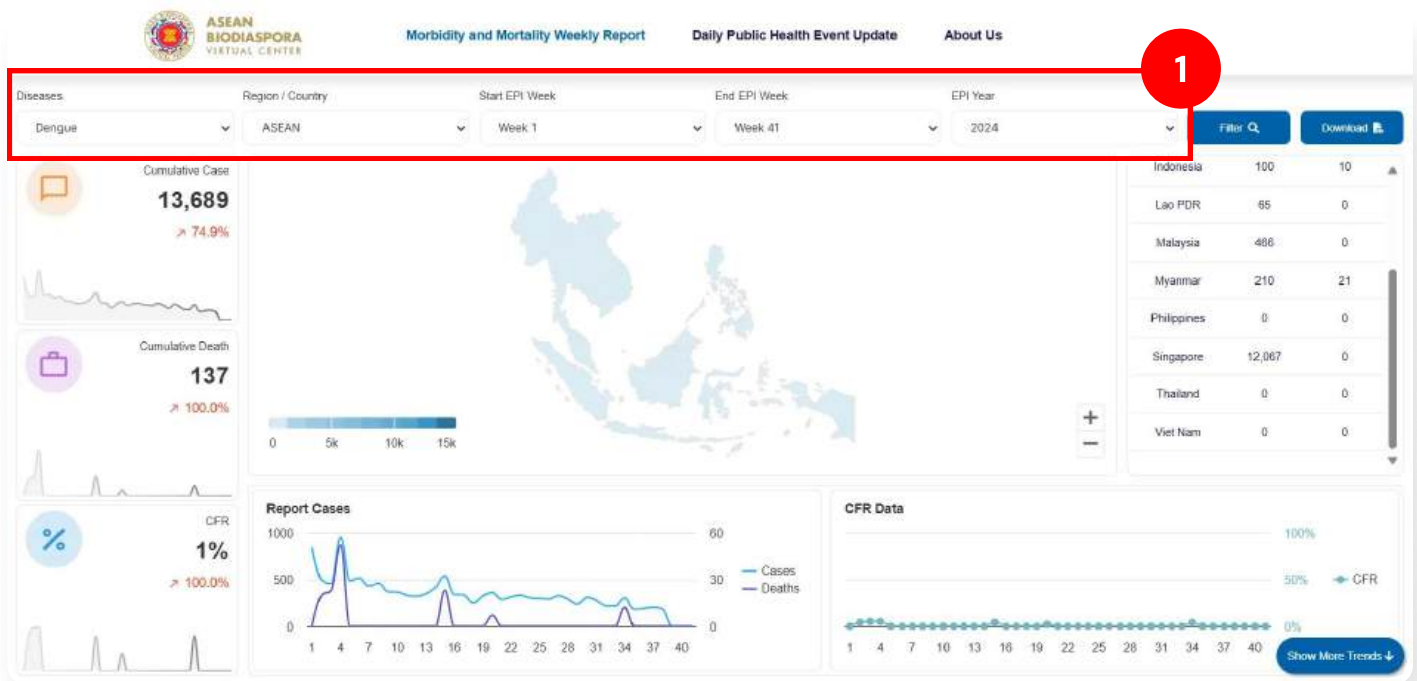 ASEAN
BIODIASPORA
VIRTUAL CENTER
Morbidity and Mortality Weekly Report
Daily Public Health Event Update
About Us
1
Diseases
Region / Country
Start EPI Week
End EPI Week
EPI Year
Dengue
ASEAN
Week 1
Week 41
2024
Filter
Download
Cumulative Case
13,689
74.9%
Cumulative Death
137
100.0%
CFR
1%
100.0%
0 5k 10k 15k
+
−
Indonesia 100 10
Lao PDR 65 0
Malaysia 466 0
Myanmar 210 21
Philippines 0 0
Singapore 12,067 0
Thailand 0 0
Viet Nam 0 0
Report Cases
1000
500
0
60
30
0
Cases
Deaths
1 4 7 10 13 16 19 22 25 28 31 34 37 40
CFR Data
100%
50%
0%
CFR
1 4 7 10 13 16 19 22 25 28 31 34 37 40
Show More Trends